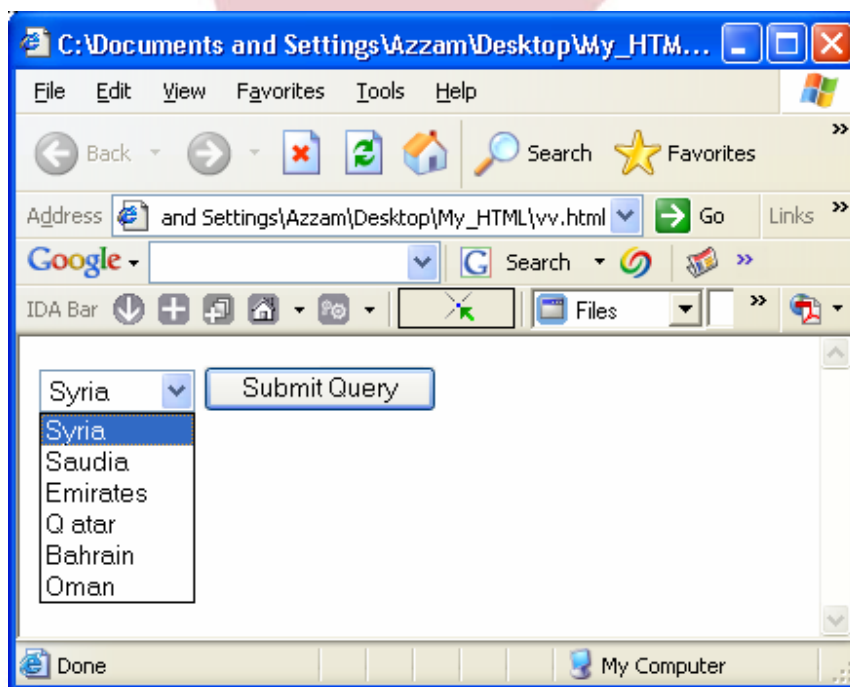 C:\Documents and Settings\Azzam\Desktop\My_HTM...
File Edit View Favorites Tools Help
Back Search Favorites »
Address and Settings\Azzam\Desktop\My_HTML\vv.html Go Links »
Google G Search »
IDA Bar Files »
Syria Submit Query
Syria
Saudia
Emirates
Q atar
Bahrain
Oman
Done My Computer